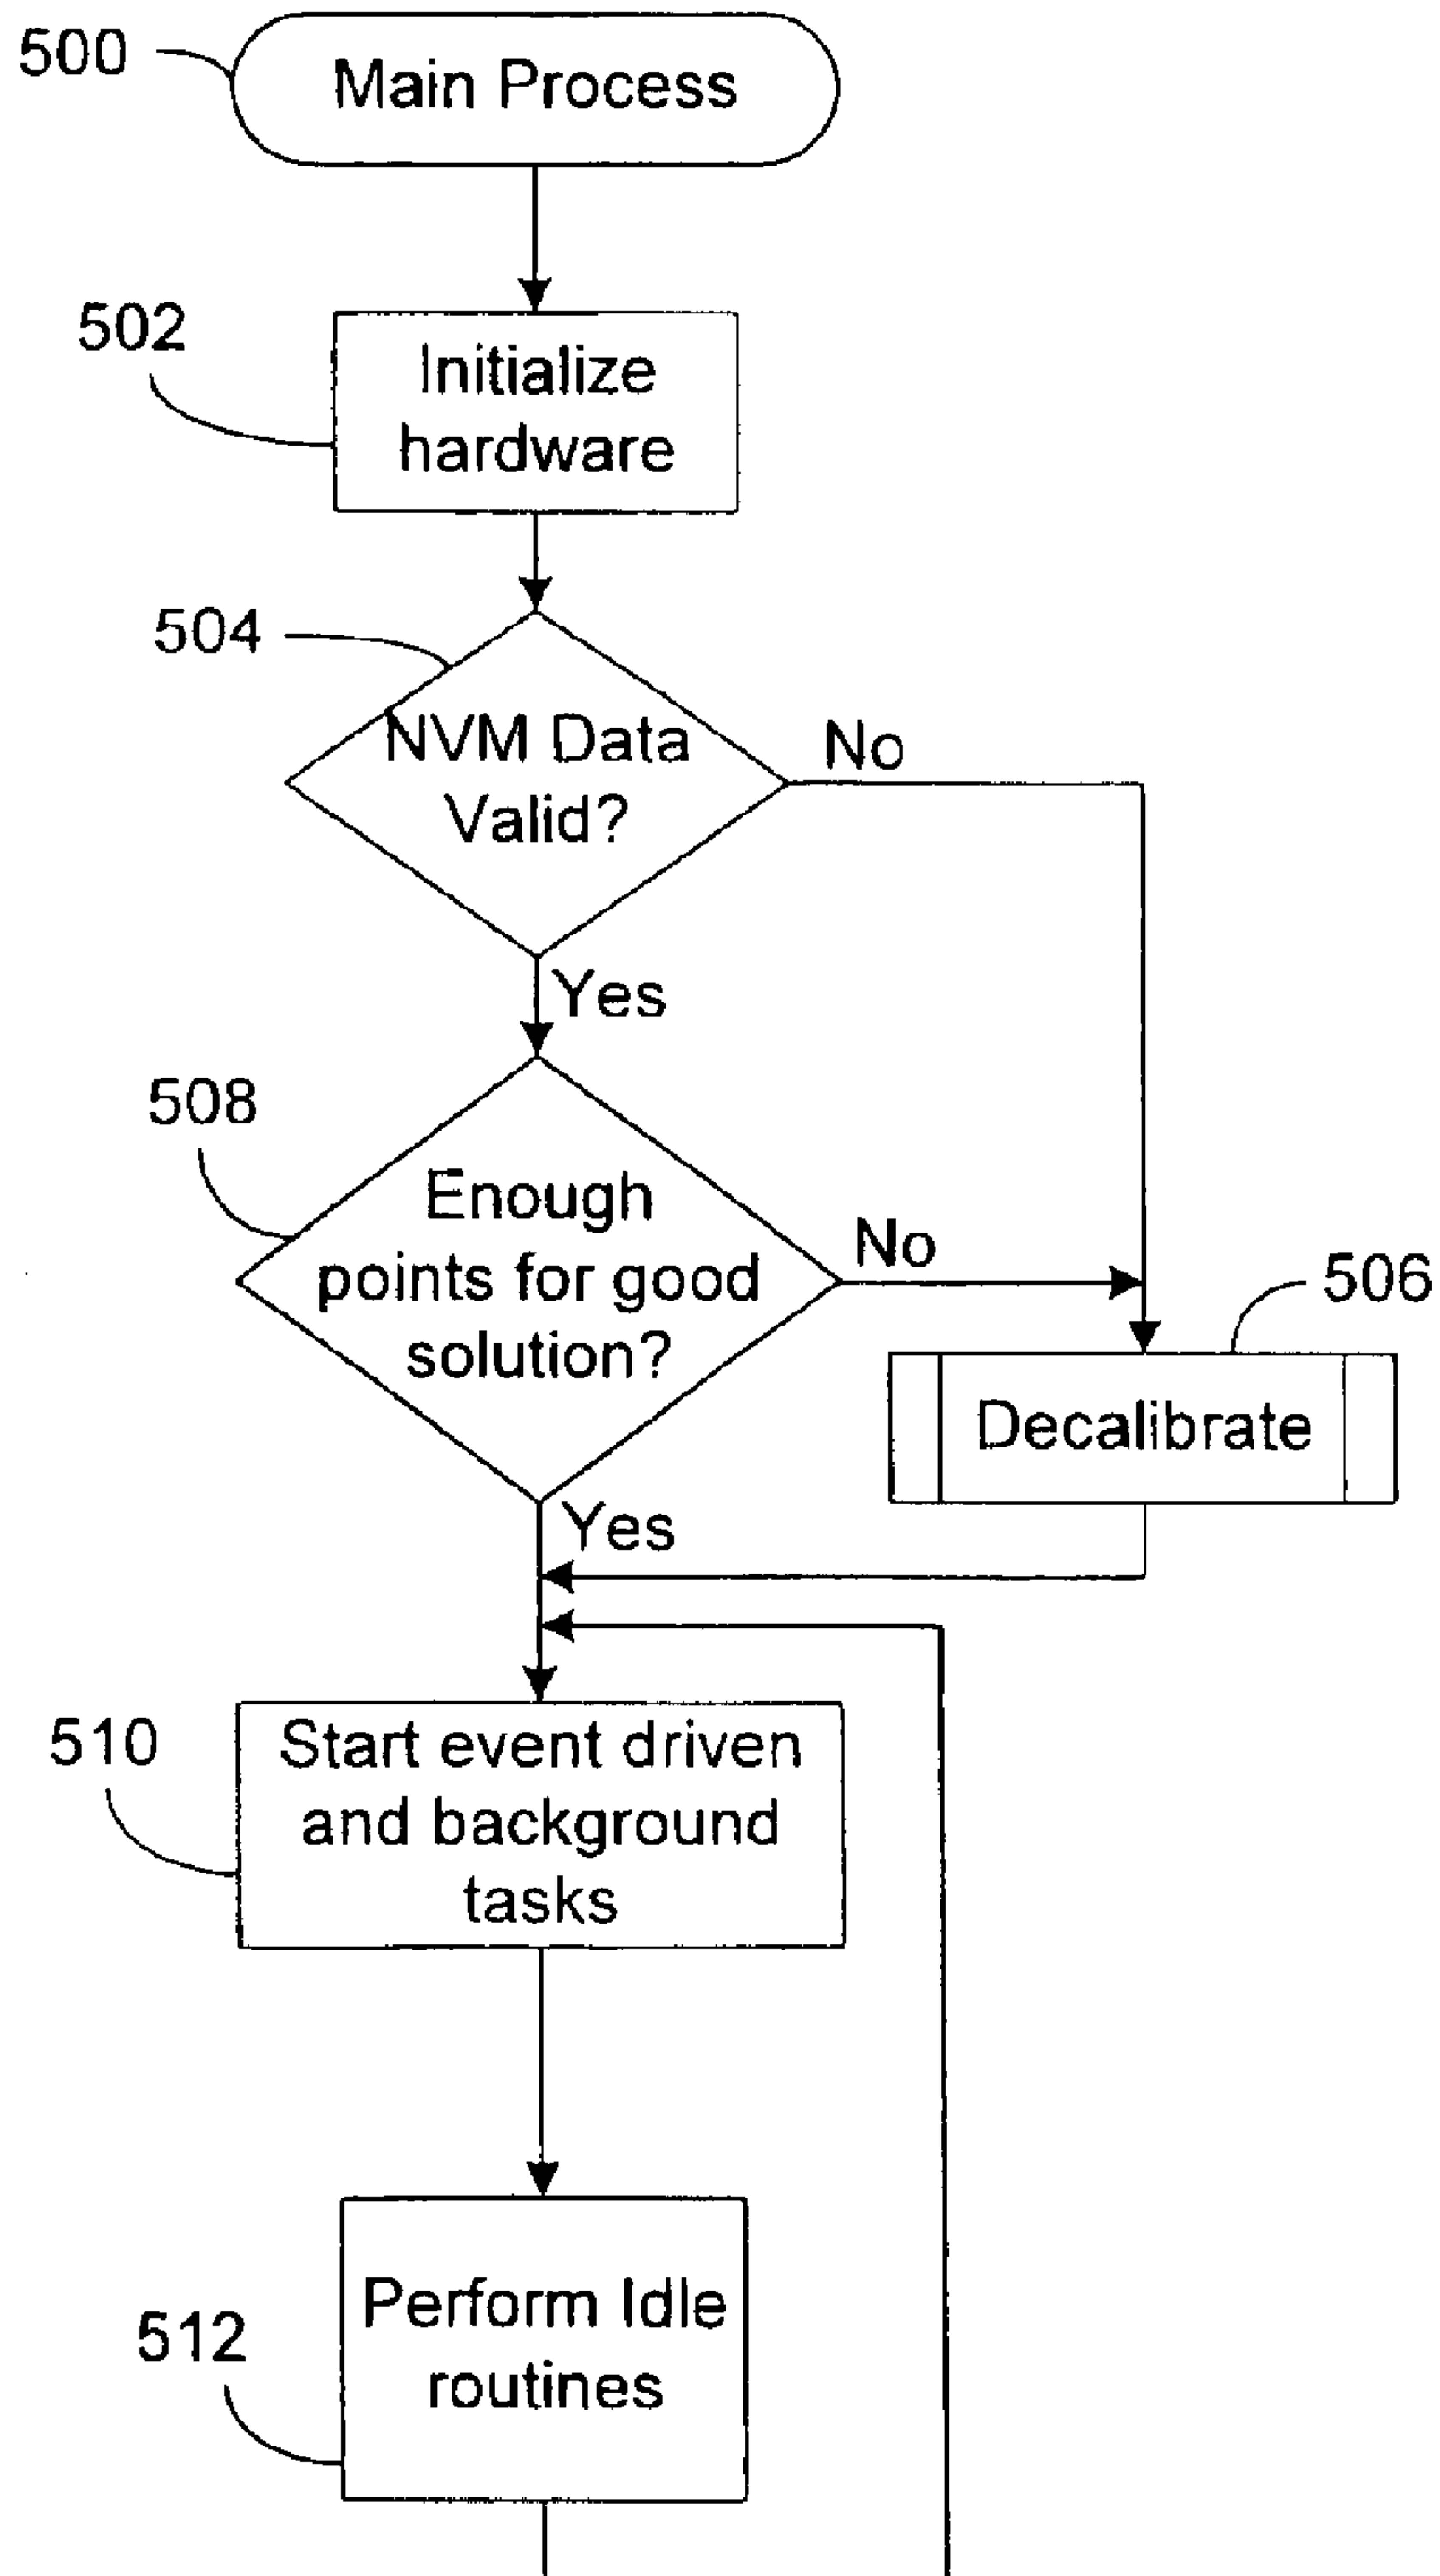 500
Main Process
502
Initialize
hardware
504
NVM Data
Valid?
No
Yes
508
Enough
points for good
solution?
No
506
Decalibrate
Yes
510
Start event driven
and background
tasks
512
Perform Idle
routines